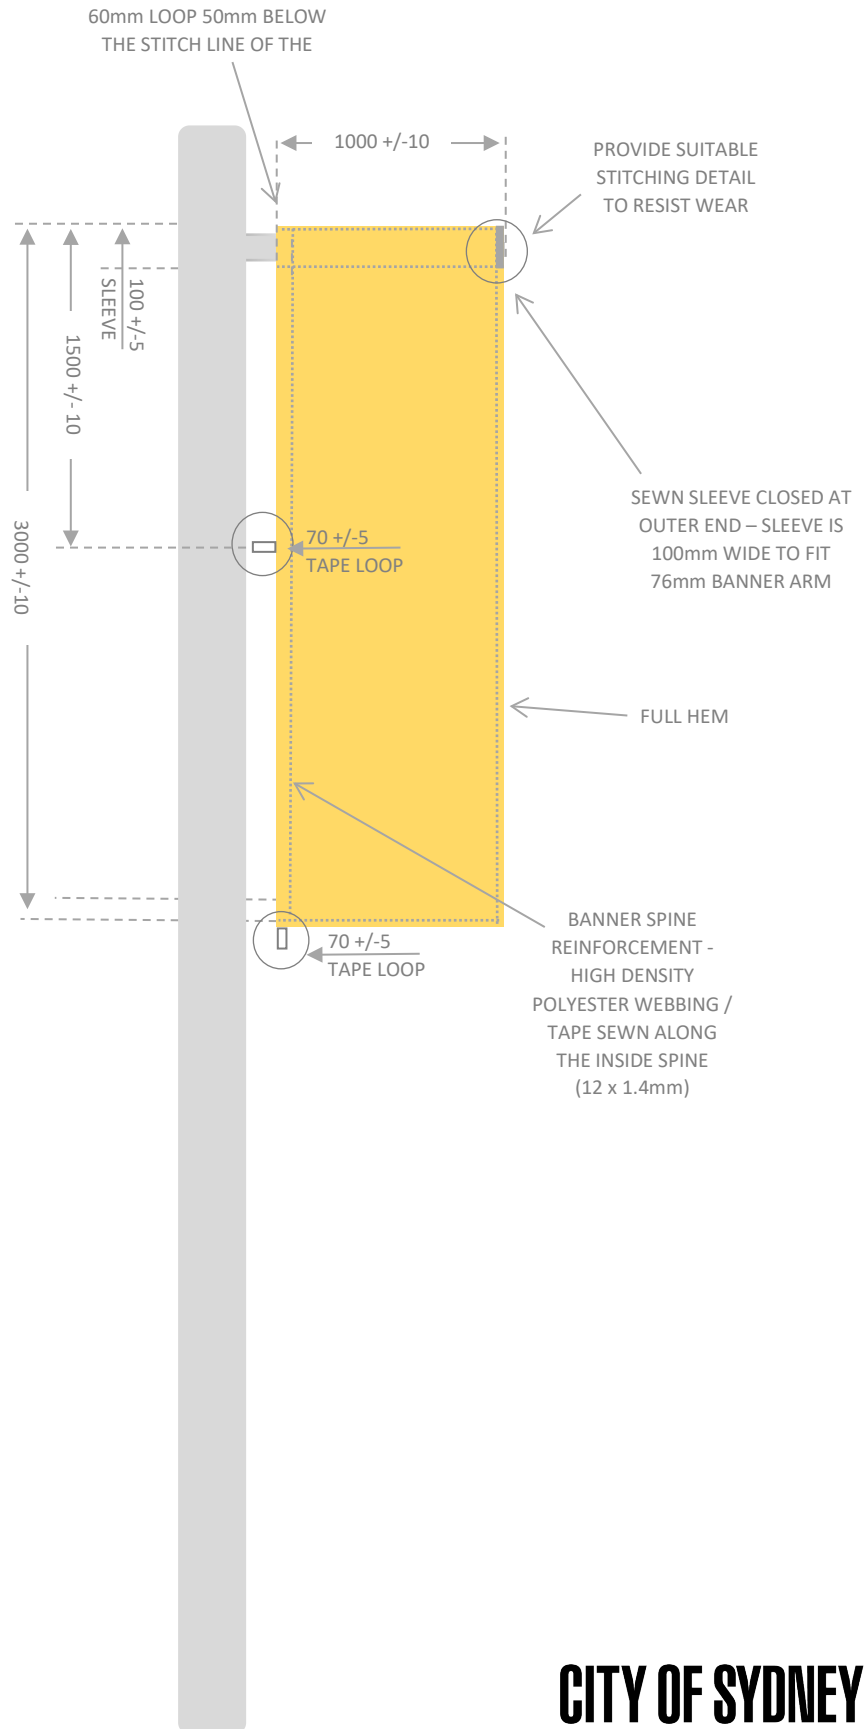 60mm LOOP 50mm BELOW
THE STITCH LINE OF THE
1000 +/-10
PROVIDE SUITABLE
STITCHING DETAIL
TO RESIST WEAR
100 +/-5
SLEEVE
1500 +/- 10
3000 +/-10
SEWN SLEEVE CLOSED AT
OUTER END – SLEEVE IS
100mm WIDE TO FIT
76mm BANNER ARM
70 +/-5
TAPE LOOP
FULL HEM
BANNER SPINE
REINFORCEMENT -
HIGH DENSITY
POLYESTER WEBBING /
TAPE SEWN ALONG
THE INSIDE SPINE
(12 x 1.4mm)
70 +/-5
TAPE LOOP
CITY OF SYDNEY